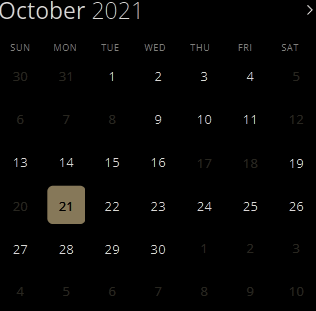 October 2021
SUN MON TUE WED THU FRI SAT
30 31 1 2 3 4 5
6 7 8 9 10 11 12
13 14 15 16 17 18 19
20 21 22 23 24 25 26
27 28 29 30 1 2 3
4 5 6 7 8 9 10